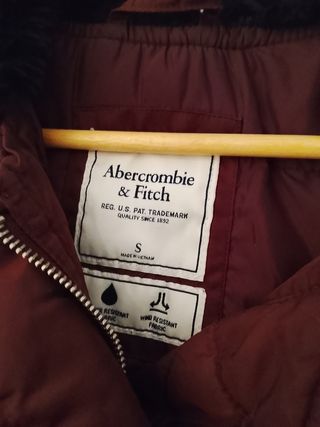 Abercrombie
& Fitch
REG. U.S. PAT. TRADEMARK
QUALITY SINCE 1892
S
MADE IN VIETNAM
RESISTANT
FABRIC
WIND RESISTANT
FABRIC